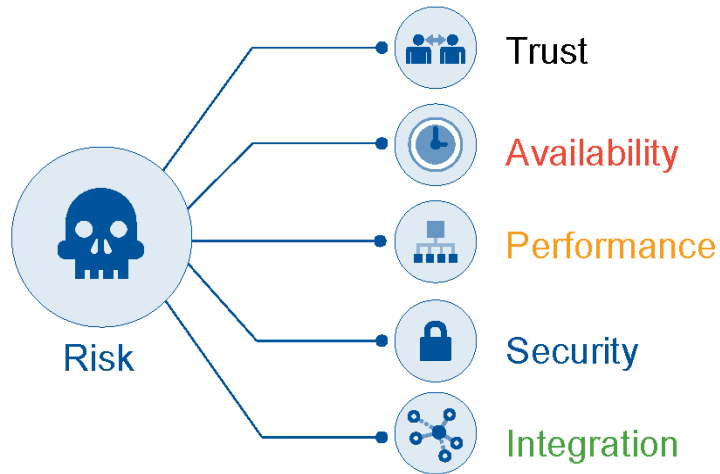 Trust
Availability
Performance
Risk
Security
Integration